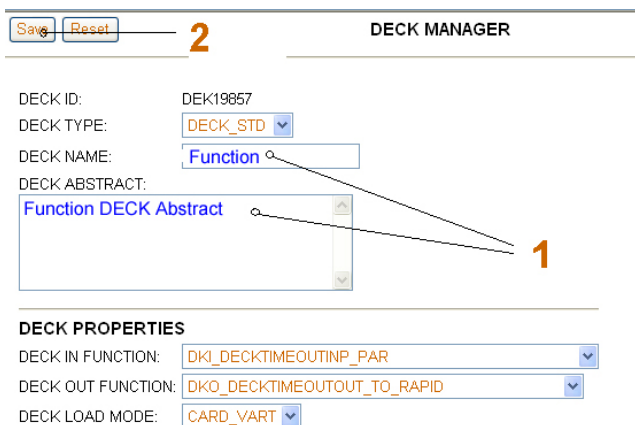 Save Reset 2 DECK MANAGER
DECK ID: DEK19857
DECK TYPE: DECK_STD
DECK NAME: Function
DECK ABSTRACT:
Function DECK Abstract
1
DECK PROPERTIES
DECK IN FUNCTION: DKI_DECKTIMEOUTINP_PAR
DECK OUT FUNCTION: DKO_DECKTIMEOUTOUT_TO_RAPID
DECK LOAD MODE: CARD_VART